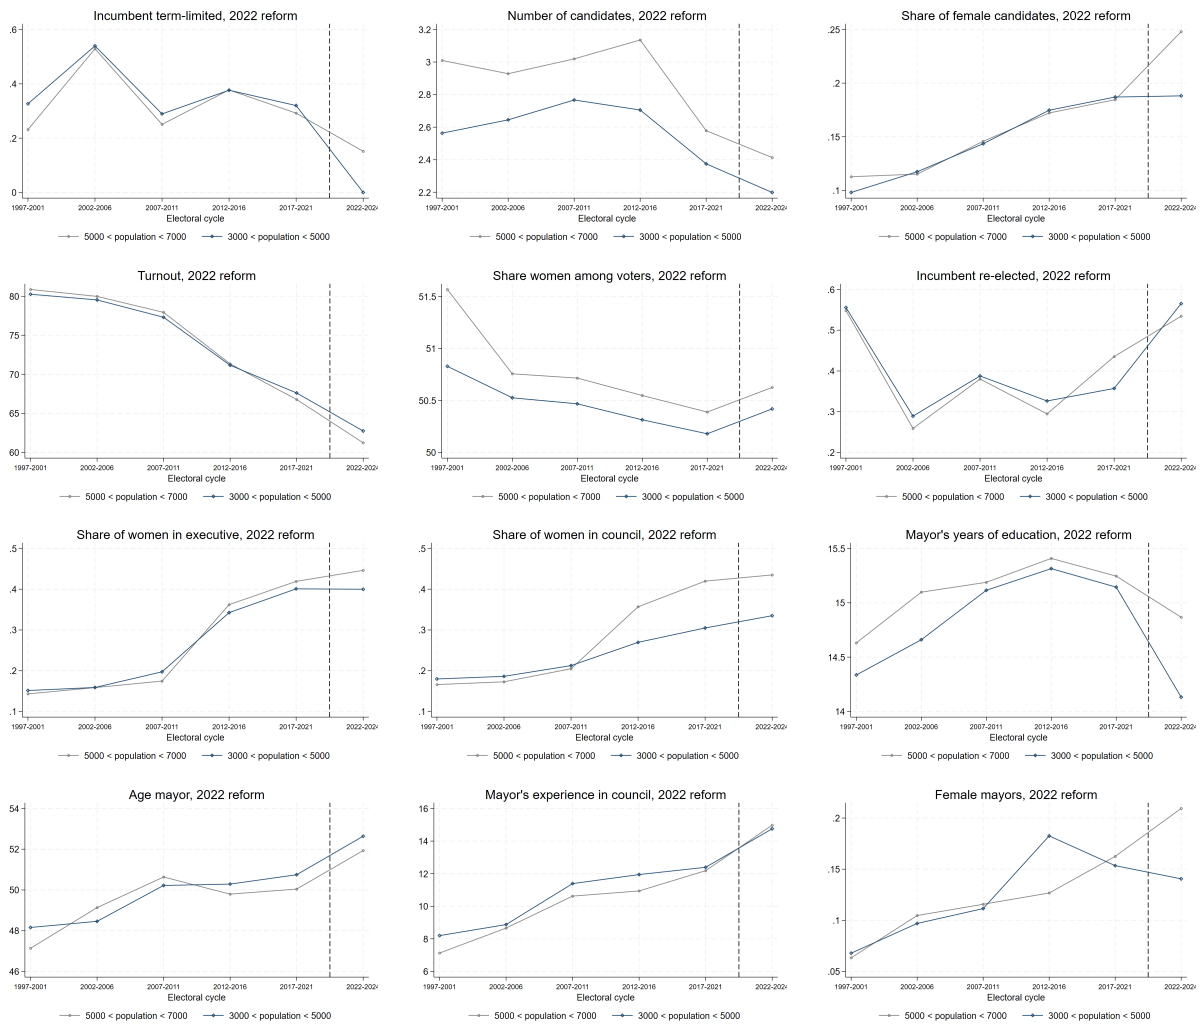 Incumbent term-limited, 2022 reform
.6
.4
.2
0
1997-2001 2002-2006 2007-2011 2012-2016 2017-2021 2022-2024
Electoral cycle
5000 < population < 7000 3000 < population < 5000
Number of candidates, 2022 reform
3.2
3
2.8
2.6
2.4
2.2
1997-2001 2002-2006 2007-2011 2012-2016 2017-2021 2022-2024
Electoral cycle
5000 < population < 7000 3000 < population < 5000
Share of female candidates, 2022 reform
.25
.2
.15
.1
1997-2001 2002-2006 2007-2011 2012-2016 2017-2021 2022-2024
Electoral cycle
5000 < population < 7000 3000 < population < 5000
Turnout, 2022 reform
80
75
70
65
60
1997-2001 2002-2006 2007-2011 2012-2016 2017-2021 2022-2024
Electoral cycle
5000 < population < 7000 3000 < population < 5000
Share women among voters, 2022 reform
51.5
51
50.5
50
1997-2001 2002-2006 2007-2011 2012-2016 2017-2021 2022-2024
Electoral cycle
5000 < population < 7000 3000 < population < 5000
Incumbent re-elected, 2022 reform
.6
.5
.4
.3
.2
1997-2001 2002-2006 2007-2011 2012-2016 2017-2021 2022-2024
Electoral cycle
5000 < population < 7000 3000 < population < 5000
Share of women in executive, 2022 reform
.5
.4
.3
.2
.1
1997-2001 2002-2006 2007-2011 2012-2016 2017-2021 2022-2024
Electoral cycle
5000 < population < 7000 3000 < population < 5000
Share of women in council, 2022 reform
.5
.4
.3
.2
.1
1997-2001 2002-2006 2007-2011 2012-2016 2017-2021 2022-2024
Electoral cycle
5000 < population < 7000 3000 < population < 5000
Mayor's years of education, 2022 reform
15.5
15
14.5
14
1997-2001 2002-2006 2007-2011 2012-2016 2017-2021 2022-2024
Electoral cycle
5000 < population < 7000 3000 < population < 5000
Age mayor, 2022 reform
54
52
50
48
46
1997-2001 2002-2006 2007-2011 2012-2016 2017-2021 2022-2024
Electoral cycle
5000 < population < 7000 3000 < population < 5000
Mayor's experience in council, 2022 reform
16
14
12
10
8
6
1997-2001 2002-2006 2007-2011 2012-2016 2017-2021 2022-2024
Electoral cycle
5000 < population < 7000 3000 < population < 5000
Female mayors, 2022 reform
.2
.15
.1
.05
1997-2001 2002-2006 2007-2011 2012-2016 2017-2021 2022-2024
Electoral cycle
5000 < population < 7000 3000 < population < 5000